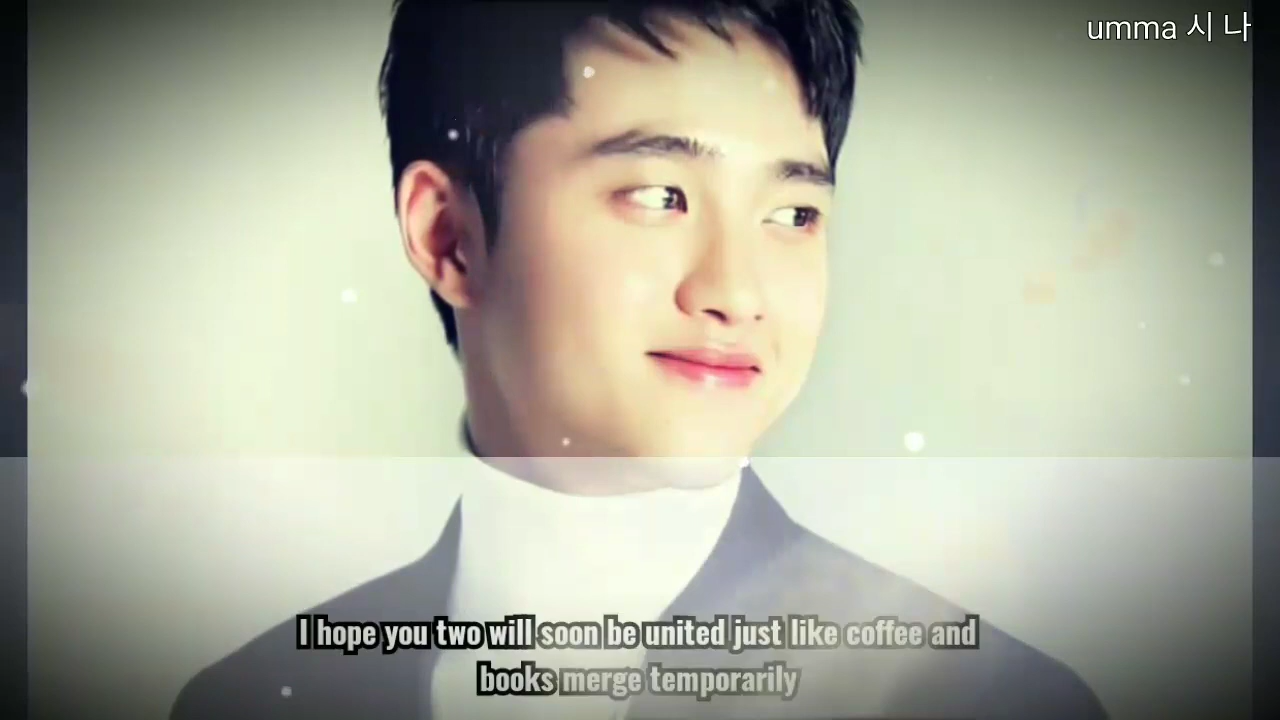 umma 시 나
I hope you two will soon be united just like coffee and
books merge temporarily